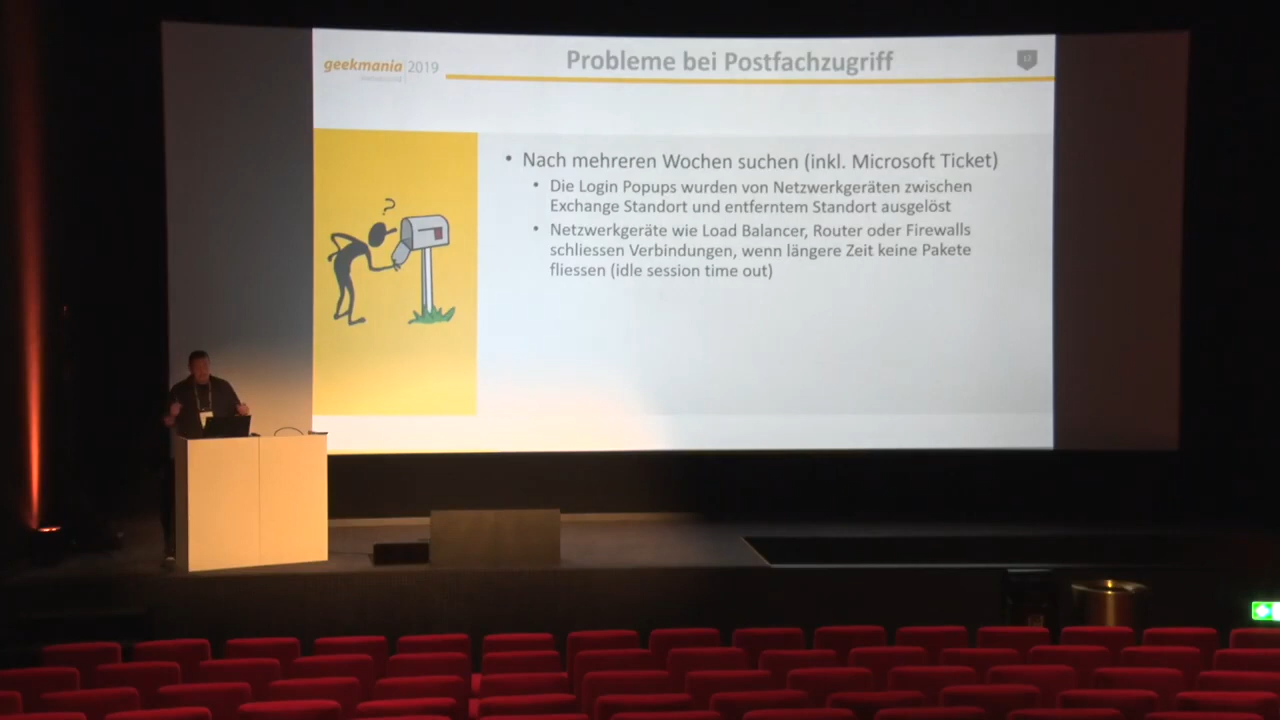 geekmania 2019
Probleme bei Postfachzugriff
• Nach mehreren Wochen suchen (inkl. Microsoft Ticket)
• Die Login Popups wurden von Netzwerkgeräten zwischen
Exchange Standort und entferntem Standort ausgelöst
• Netzwerkgeräte wie Load Balancer, Router oder Firewalls
schliessen Verbindungen, wenn längere Zeit keine Pakete
fliessen (idle session time out)
?